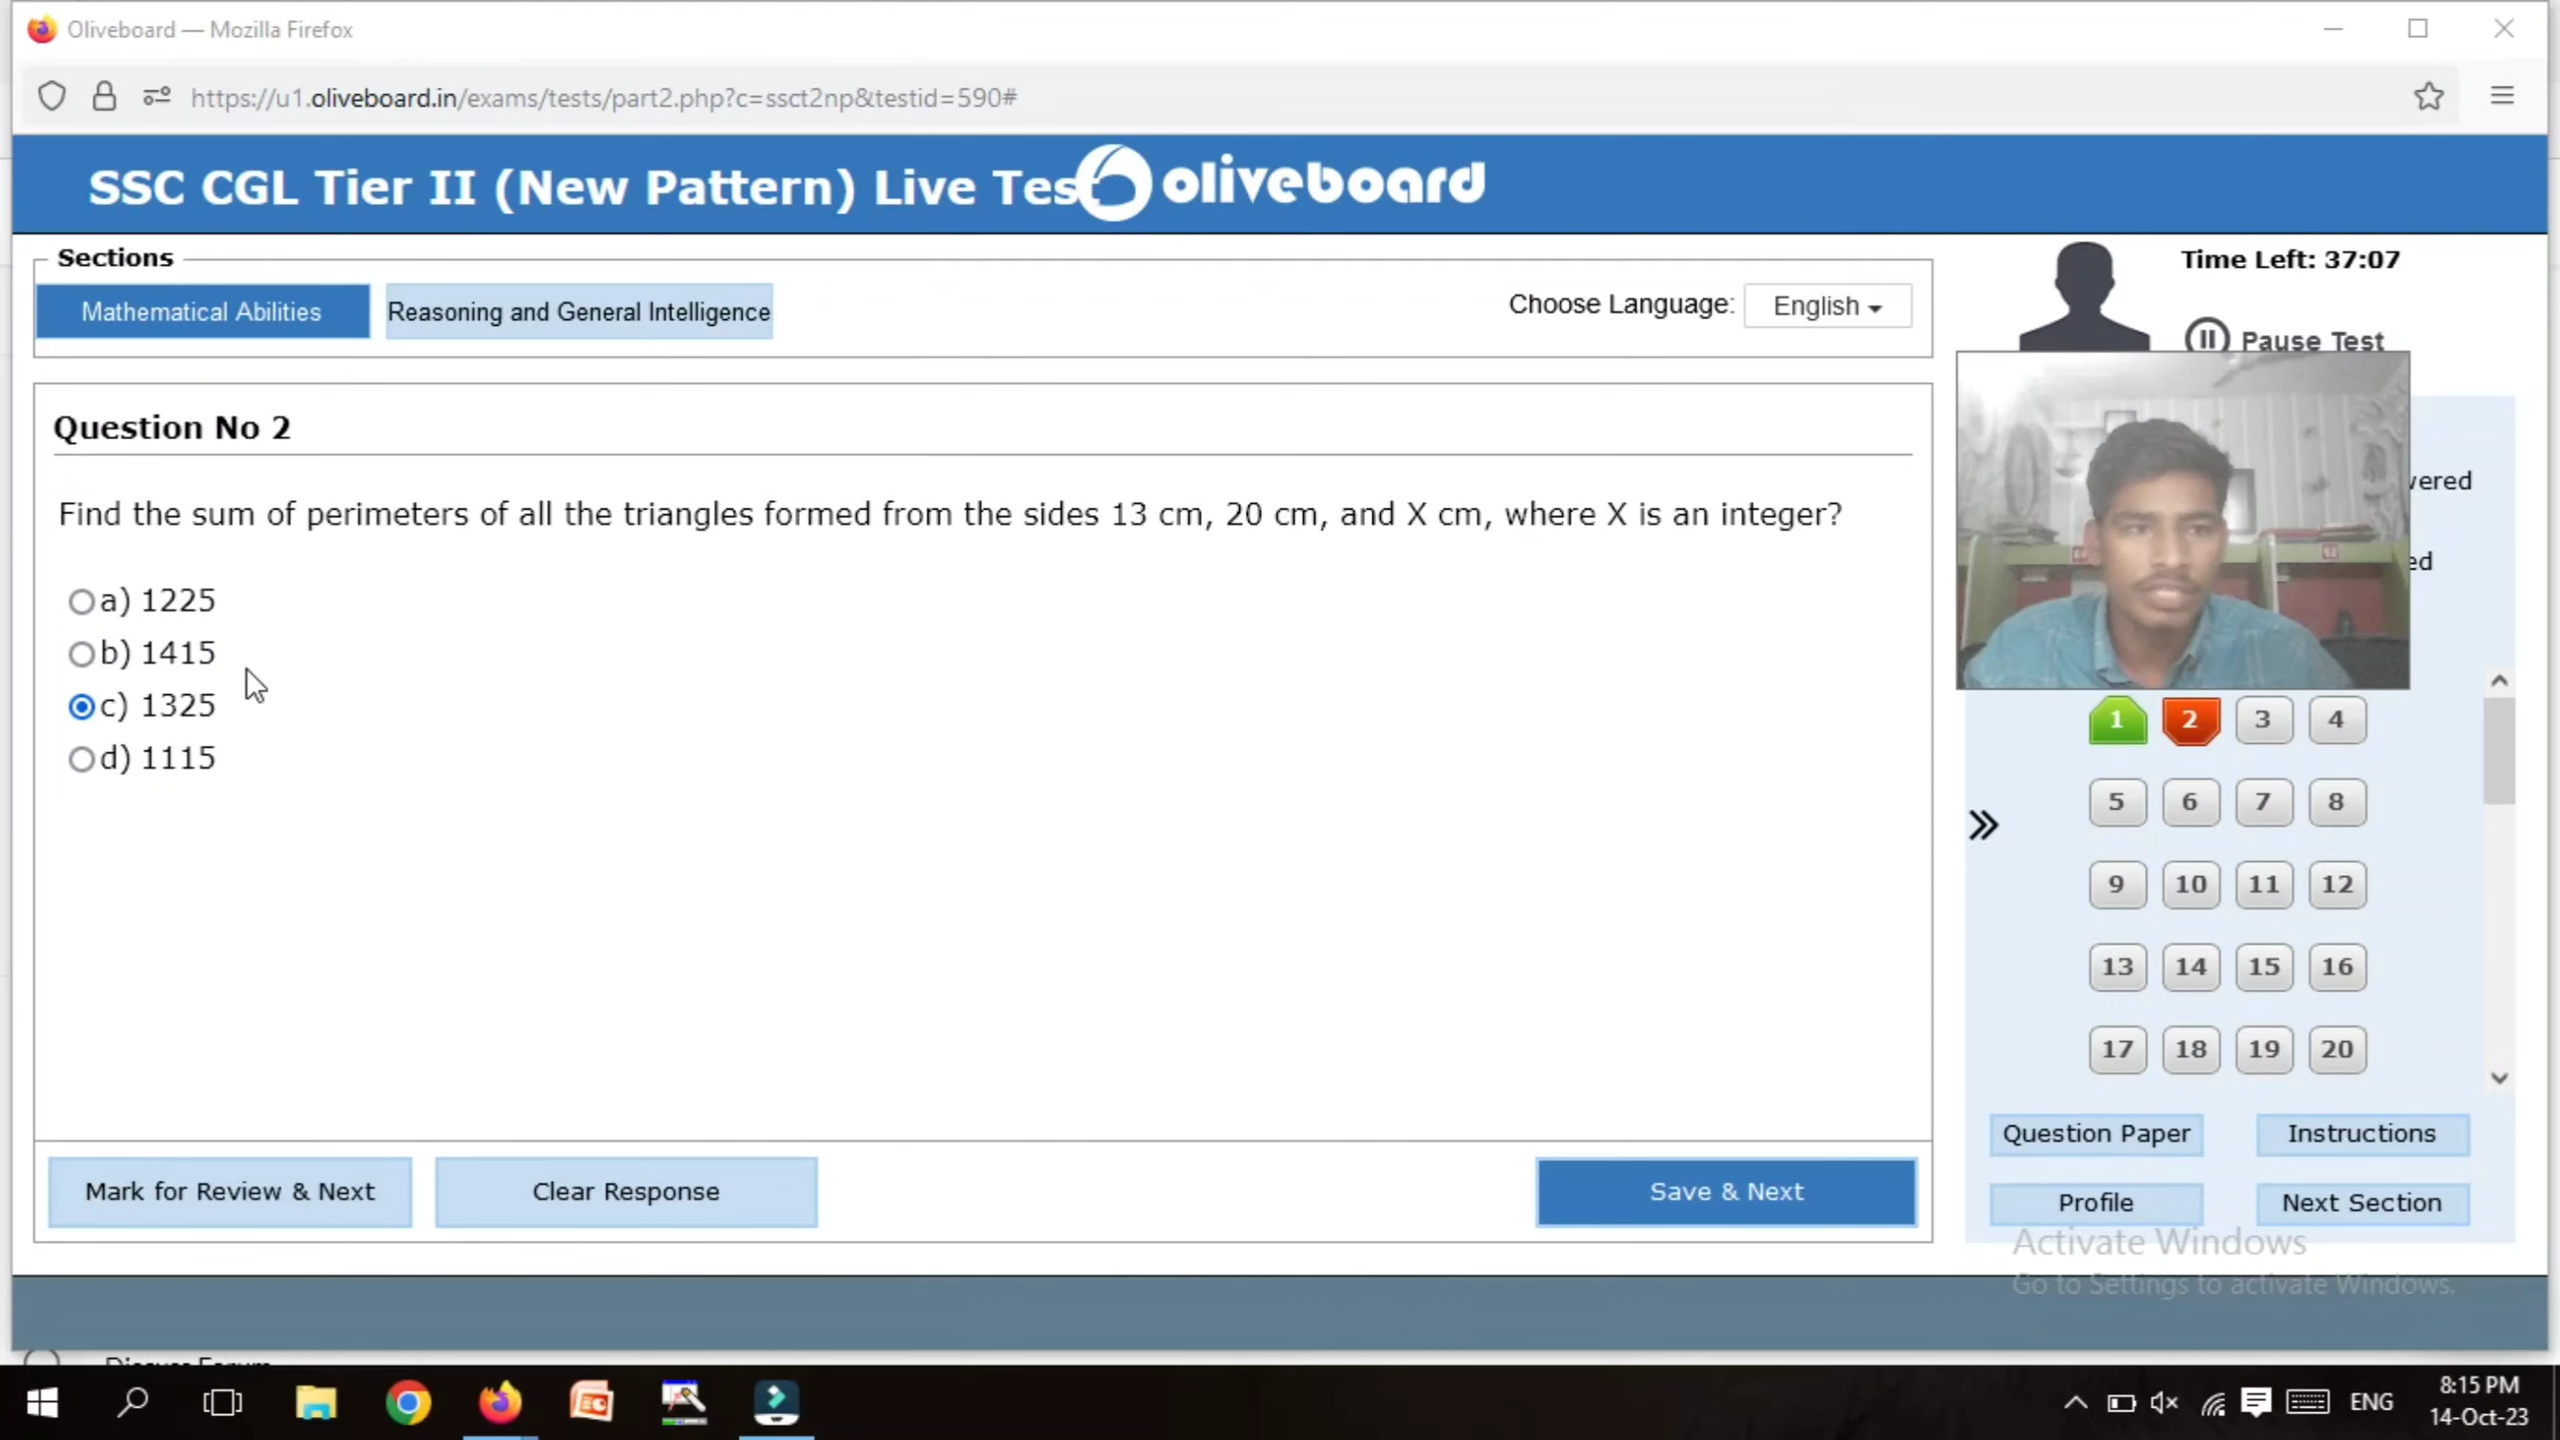 Oliveboard — Mozilla Firefox
https://u1.oliveboard.in/exams/tests/part2.php?c=ssct2np&testid=590#
SSC CGL Tier II (New Pattern) Live Tes
oliveboard
Sections
Mathematical Abilities
Reasoning and General Intelligence
Choose Language:
English
Time Left: 37:07
Pause Test
Question No 2
Find the sum of perimeters of all the triangles formed from the sides 13 cm, 20 cm, and X cm, where X is an integer?
a) 1225
b) 1415
c) 1325
d) 1115
1 2 3 4
5 6 7 8
9 10 11 12
13 14 15 16
17 18 19 20
Mark for Review & Next
Clear Response
Save & Next
Question Paper
Instructions
Profile
Next Section
Activate Windows
Go to Settings to activate Windows.
ENG
8:15 PM
14-Oct-23